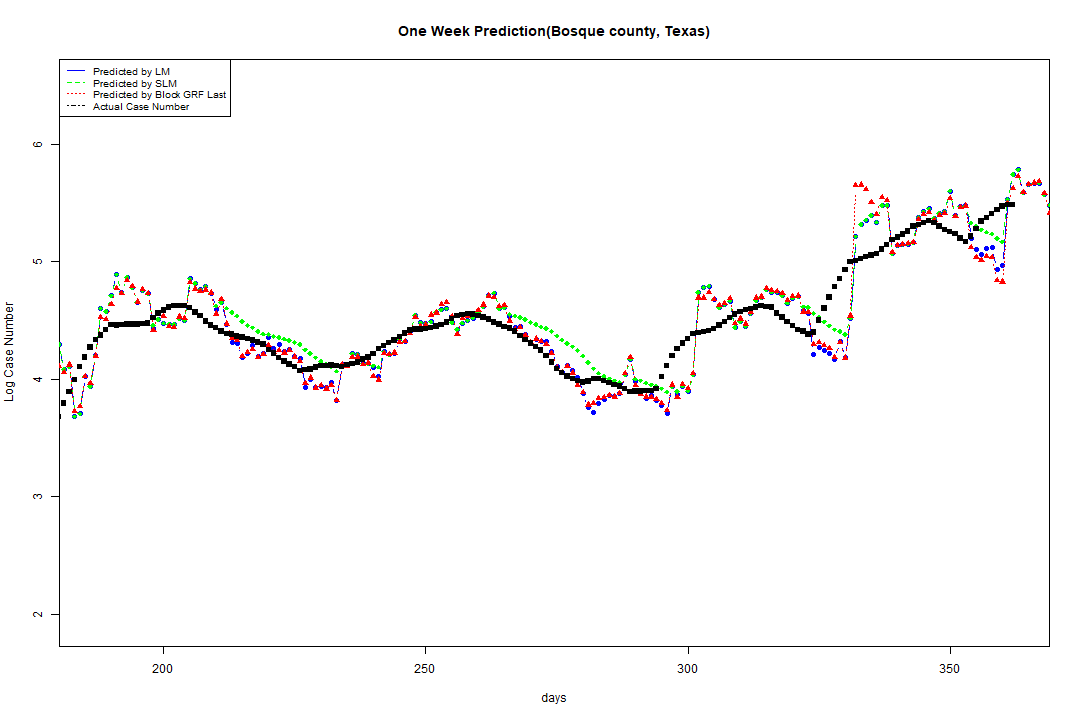 One Week Prediction(Bosque county, Texas)
Predicted by LM
Predicted by SLM
Predicted by Block GRF Last
Actual Case Number
6
5
4
3
2
Log Case Number
200
250
300
350
days